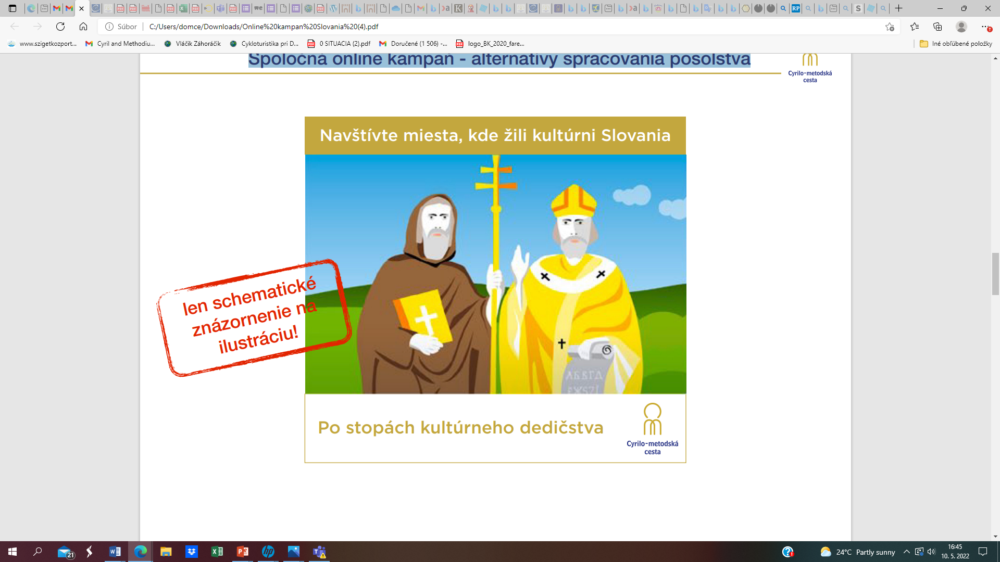 Súbor
C:/Users/domce/Downloads/Online%20kampan%20Slovania%20(4).pdf
www.szigetkozport...
Cyril and Methodiu...
Vláčik Záhoráčik
Cykloturistika pri D...
0 SITUACIA (2).pdf
Doručené (1 506) -...
logo_BK_2020_fare...
Iné obľúbené položky
Spoločná online kampaň - alternatívy spracovania posolstva
Cyrilo-metodská
cesta
Navštívte miesta, kde žili kultúrni Slovania
len schematické
znázornenie na
ilustráciu!
Po stopách kultúrneho dedičstva
Cyrilo-metodská
cesta
21
24°C Partly sunny
16:45
10. 5. 2022